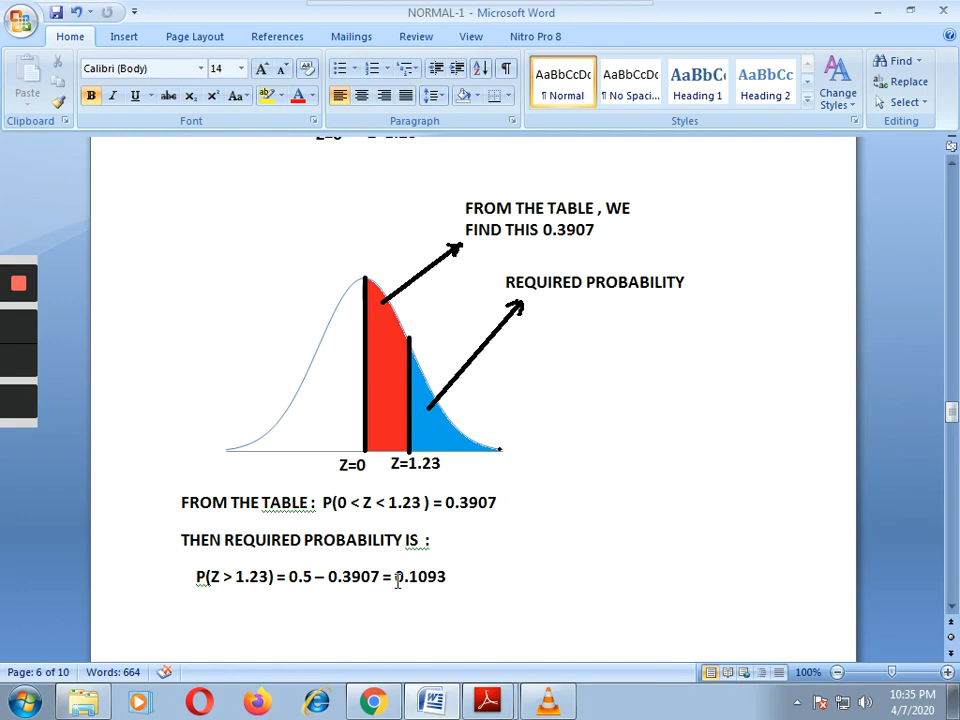 NORMAL-1 - Microsoft Word
Home Insert Page Layout References Mailings Review View Nitro Pro 8
Paste
Calibri (Body) 14
AaBbCcDc AaBbCcDc AaBbCc AaBbCc
¶ Normal ¶ No Spaci... Heading 1 Heading 2
Change Styles
Find
Replace
Select
Clipboard Font Paragraph Styles Editing
FROM THE TABLE , WE
FIND THIS 0.3907
REQUIRED PROBABILITY
Z=0 Z=1.23
FROM THE TABLE : P(0 < Z < 1.23 ) = 0.3907
THEN REQUIRED PROBABILITY IS :
P(Z > 1.23) = 0.5 – 0.3907 = 0.1093
Page: 6 of 10 Words: 664 100%
10:35 PM
4/7/2020